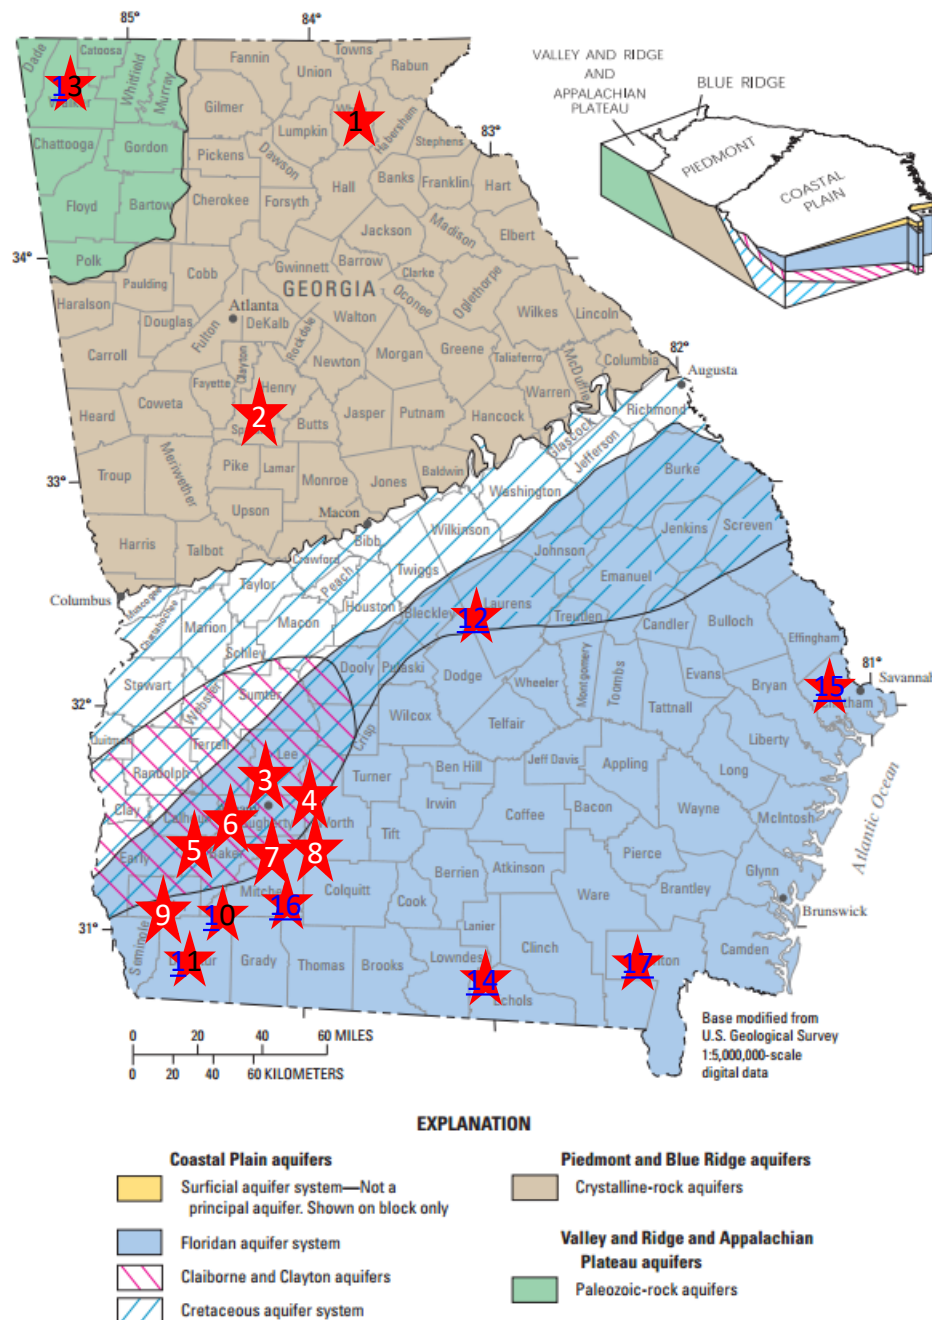 85° 84°
VALLEY AND RIDGE
AND
APPALACHIAN
PLATEAU
BLUE RIDGE
PIEDMONT
COASTAL
PLAIN
Dade Catoosa Whitfield Murray Fannin Towns Union Rabun
13 Gilmer 1 Habersham
83°
Lumpkin Stephens
Chattooga Gordon Pickens Dawson
Hall Banks Franklin Hart
Floyd Bartow Cherokee Forsyth
Jackson Madison Elbert
34° Polk Cobb Gwinnett Barrow Clarke
Paulding
GEORGIA Oconee Oglethorpe
Haralson Atlanta
Douglas Fulton DeKalb Rockdale Walton Wilkes Lincoln
Carroll Clayton Newton Morgan Greene Taliaferro McDuffie Columbia
82°
Augusta
Fayette Henry Warren
Heard Coweta 2 Butts Jasper Putnam Hancock Richmond
Glascock Jefferson
Troup Meriwether Pike Lamar Monroe Jones Baldwin Burke
33° Washington
Upson Macon Wilkinson
Harris Talbot Bibb Jenkins Screven
Crawford Twiggs Johnson
Taylor Peach Emanuel
Columbus Muscogee Houston Bleckley 12 Laurens
Chattahochee Marion Macon Treutlen Candler Bulloch
Effingham
Schley Dooly Pulaski Dodge Montgomery
81°
Stewart Webster Sumter Wheeler Toombs Evans Bryan 15 Savannah
32° Wilcox Telfair Tattnall
Quitman Terrell Crisp Liberty
Randolph Lee Turner Ben Hill Jeff Davis Appling Long
3
Clay 4 Irwin Coffee Bacon Wayne McIntosh
6
5 Tift Pierce
Early Baker 7 8 Berrien Atkinson Glynn
Mitchell Colquitt Cook Ware Brantley
9 10 16 Brunswick
31° Seminole Lanier Clinch Camden
11 Grady Thomas Brooks Lowndes 14 17
Echols
Atlantic Ocean
Base modified from
U.S. Geological Survey
1:5,000,000-scale
digital data
0 20 40 60 MILES
0 20 40 60 KILOMETERS
EXPLANATION
Coastal Plain aquifers
Surficial aquifer system—Not a
principal aquifer. Shown on block only
Floridan aquifer system
Claiborne and Clayton aquifers
Cretaceous aquifer system
Piedmont and Blue Ridge aquifers
Crystalline-rock aquifers
Valley and Ridge and Appalachian
Plateau aquifers
Paleozoic-rock aquifers